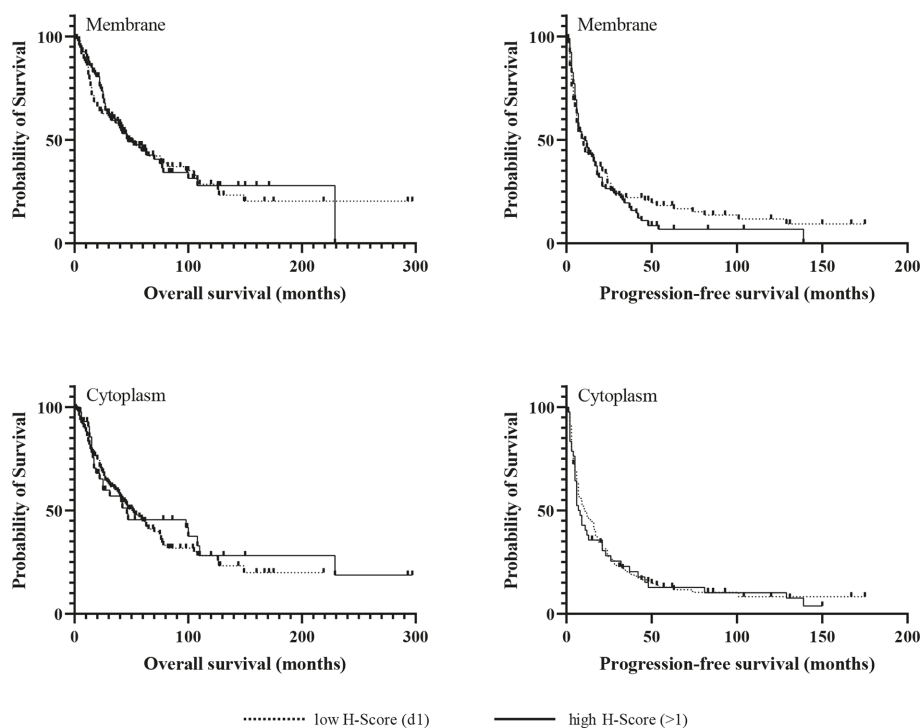 Membrane
Probability of Survival
100
50
0
0 100 200 300
Overall survival (months)
Membrane
Probability of Survival
100
50
0
0 50 100 150 200
Progression-free survival (months)
Cytoplasm
Probability of Survival
100
50
0
0 100 200 300
Overall survival (months)
Cytoplasm
Probability of Survival
100
50
0
0 50 100 150 200
Progression-free survival (months)
low H-Score (d1) high H-Score (>1)